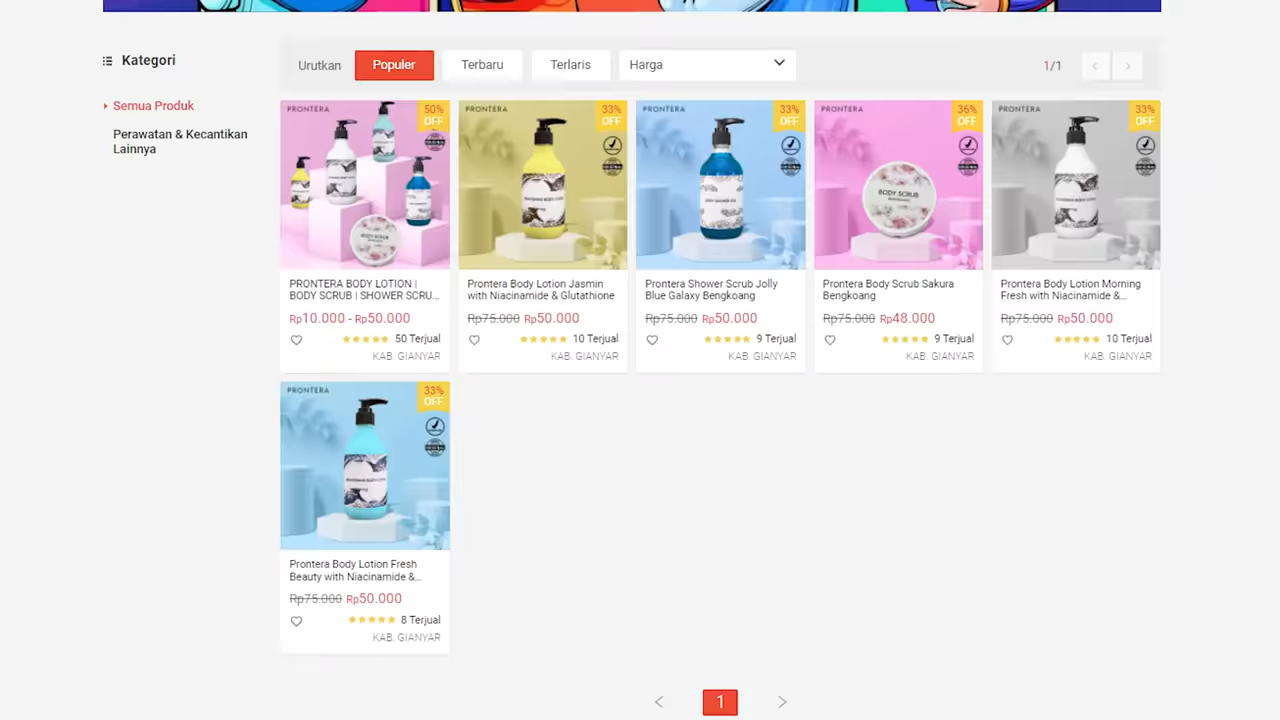 Kategori
Semua Produk
Perawatan & Kecantikan
Lainnya
Urutkan
Populer
Terbaru
Terlaris
Harga
1/1
PRONTERA
50%
OFF
BODY SCRUB
PRONTERA BODY LOTION |
BODY SCRUB | SHOWER SCRU...
Rp10.000 - Rp50.000
50 Terjual
KAB. GIANYAR
PRONTERA
33%
OFF
Prontera Body Lotion Jasmin
with Niacinamide & Glutathione
Rp75.000 Rp50.000
10 Terjual
KAB. GIANYAR
PRONTERA
33%
OFF
Prontera Shower Scrub Jolly
Blue Galaxy Bengkoang
Rp75.000 Rp50.000
9 Terjual
KAB. GIANYAR
PRONTERA
36%
OFF
BODY SCRUB
Prontera Body Scrub Sakura
Bengkoang
Rp75.000 Rp48.000
9 Terjual
KAB. GIANYAR
PRONTERA
33%
OFF
Prontera Body Lotion Morning
Fresh with Niacinamide &...
Rp75.000 Rp50.000
10 Terjual
KAB. GIANYAR
PRONTERA
33%
OFF
Prontera Body Lotion Fresh
Beauty with Niacinamide &...
Rp75.000 Rp50.000
8 Terjual
KAB. GIANYAR
1